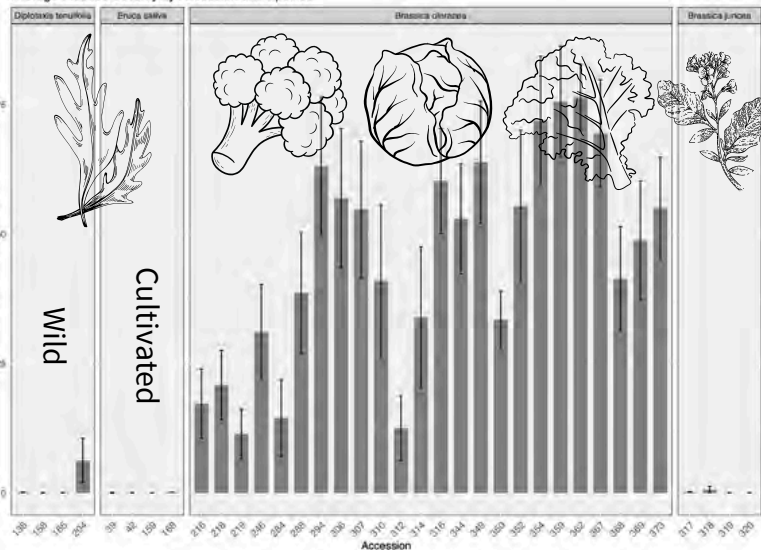 Diplotaxis tenuifolia
Eruca sativa
Brassica oleracea
Brassica juncea
Wild
Cultivated
138 158 185 204 39 42 159 168 216 218 219 246 284 288 294 306 307 310 312 314 316 344 349 350 352 354 359 362 367 368 369 373 317 318 319 320
Accession